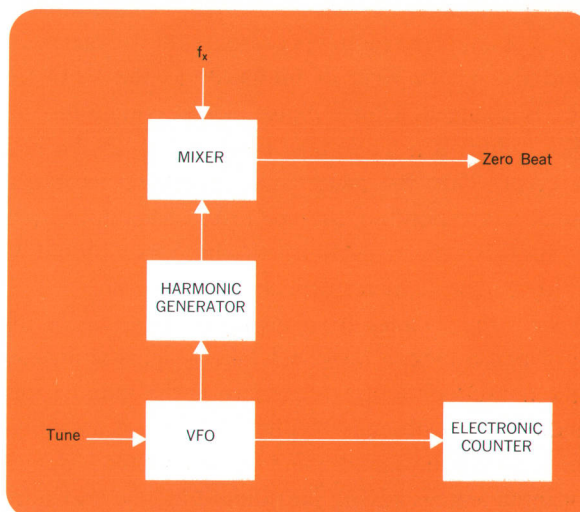 fx
MIXER
Zero Beat
HARMONIC
GENERATOR
Tune
VFO
ELECTRONIC
COUNTER